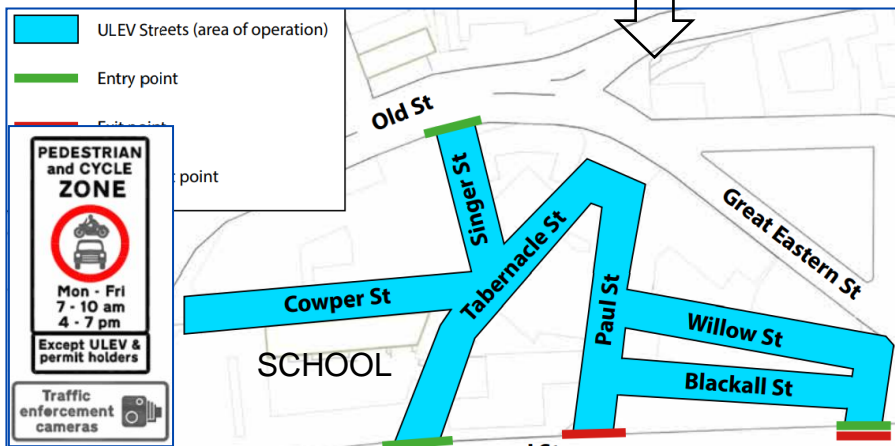 ULEV Streets (area of operation)
Entry point
point
PEDESTRIAN
and CYCLE
ZONE
Mon - Fri
7 - 10 am
4 - 7 pm
Except ULEV &
permit holders
Traffic
enforcement
cameras
Old St
Singer St
Tabernacle St
Great Eastern St
Cowper St
Paul St
Willow St
SCHOOL
Blackall St